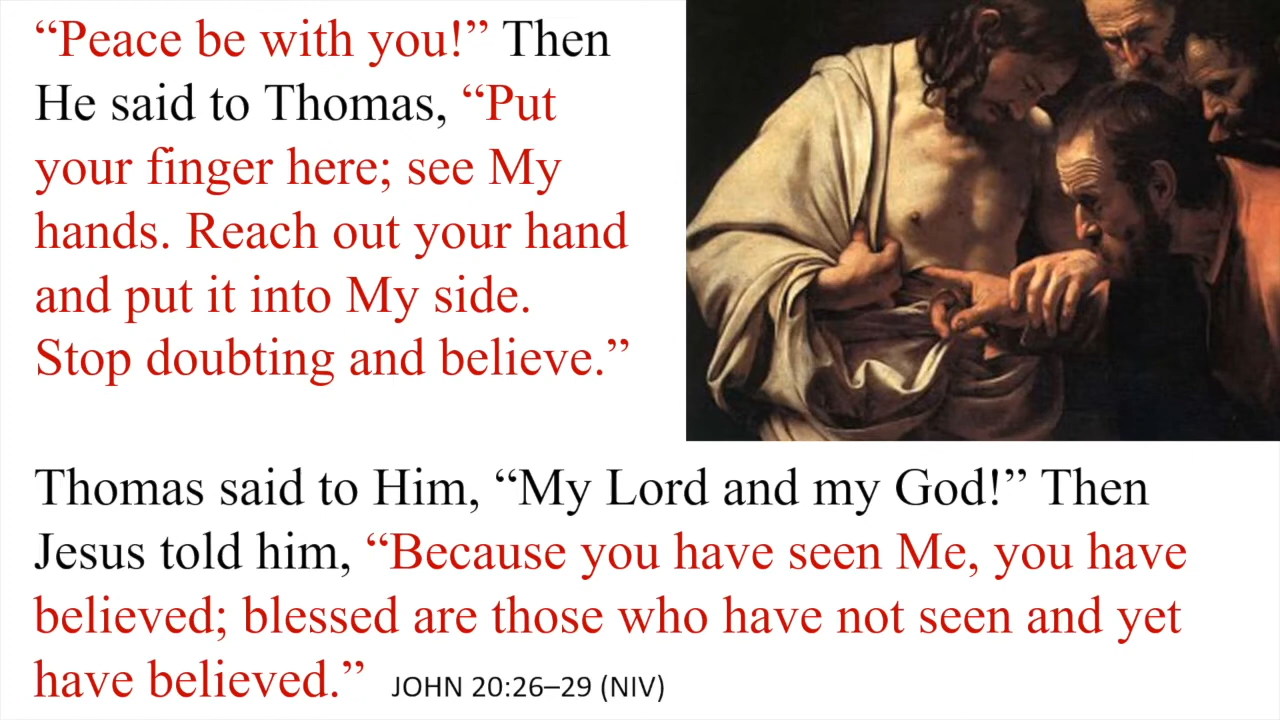 “Peace be with you!” Then
He said to Thomas, “Put
your finger here; see My
hands. Reach out your hand
and put it into My side.
Stop doubting and believe.”
Thomas said to Him, “My Lord and my God!” Then
Jesus told him, “Because you have seen Me, you have
believed; blessed are those who have not seen and yet
have believed.” JOHN 20:26–29 (NIV)